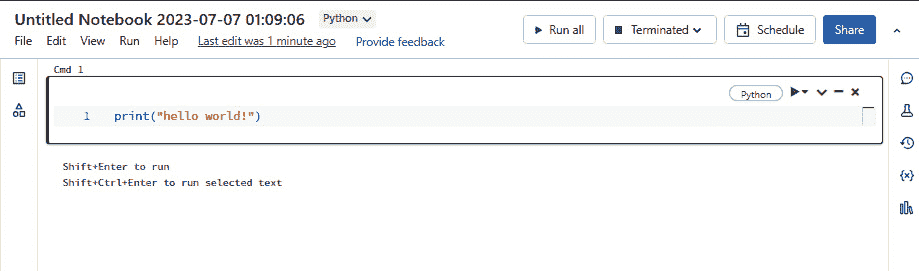 Untitled Notebook 2023-07-07 01:09:06 Python
File Edit View Run Help Last edit was 1 minute ago Provide feedback
Run all Terminated Schedule Share
Cmd 1
Python
1 print("hello world!")
Shift+Enter to run
Shift+Ctrl+Enter to run selected text